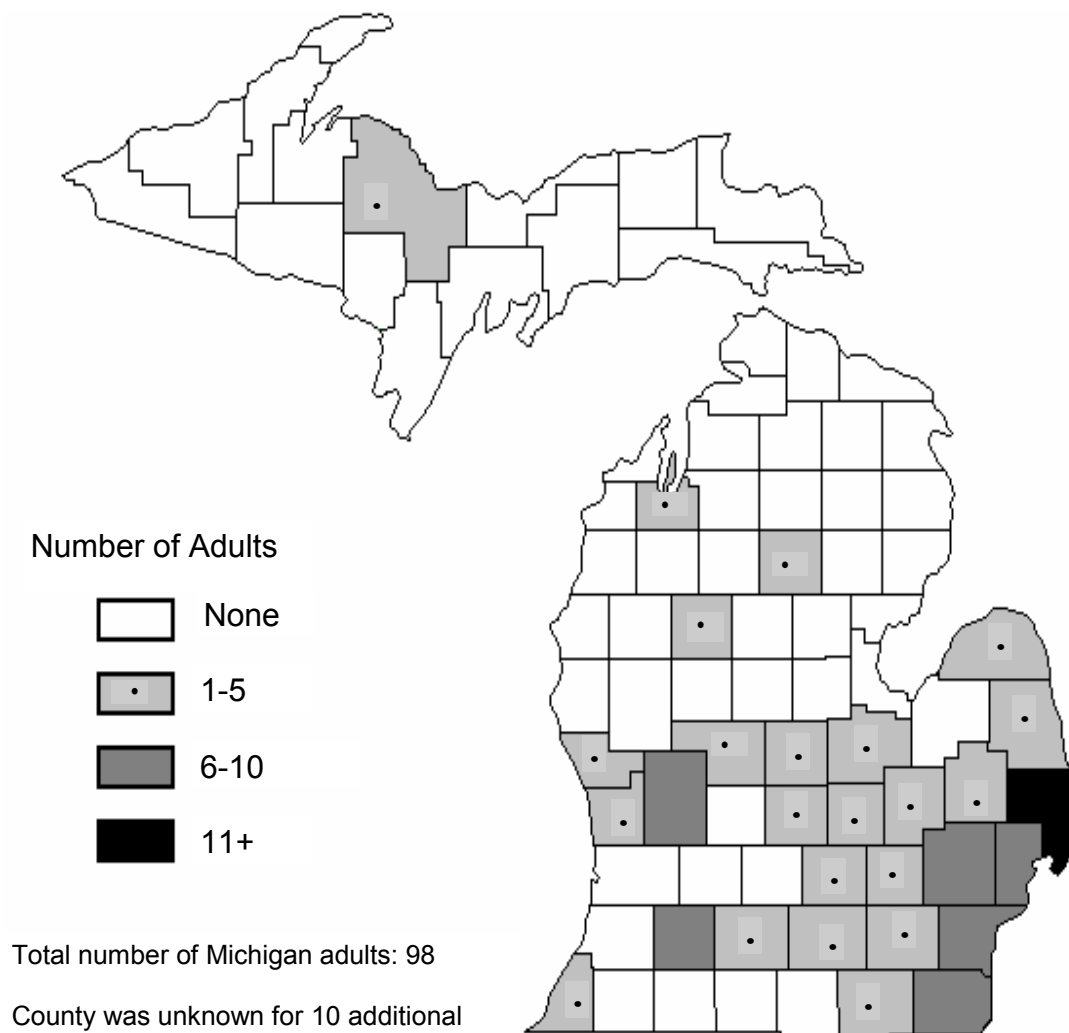 Number of Adults
None
1-5
6-10
11+
Total number of Michigan adults: 98
County was unknown for 10 additional